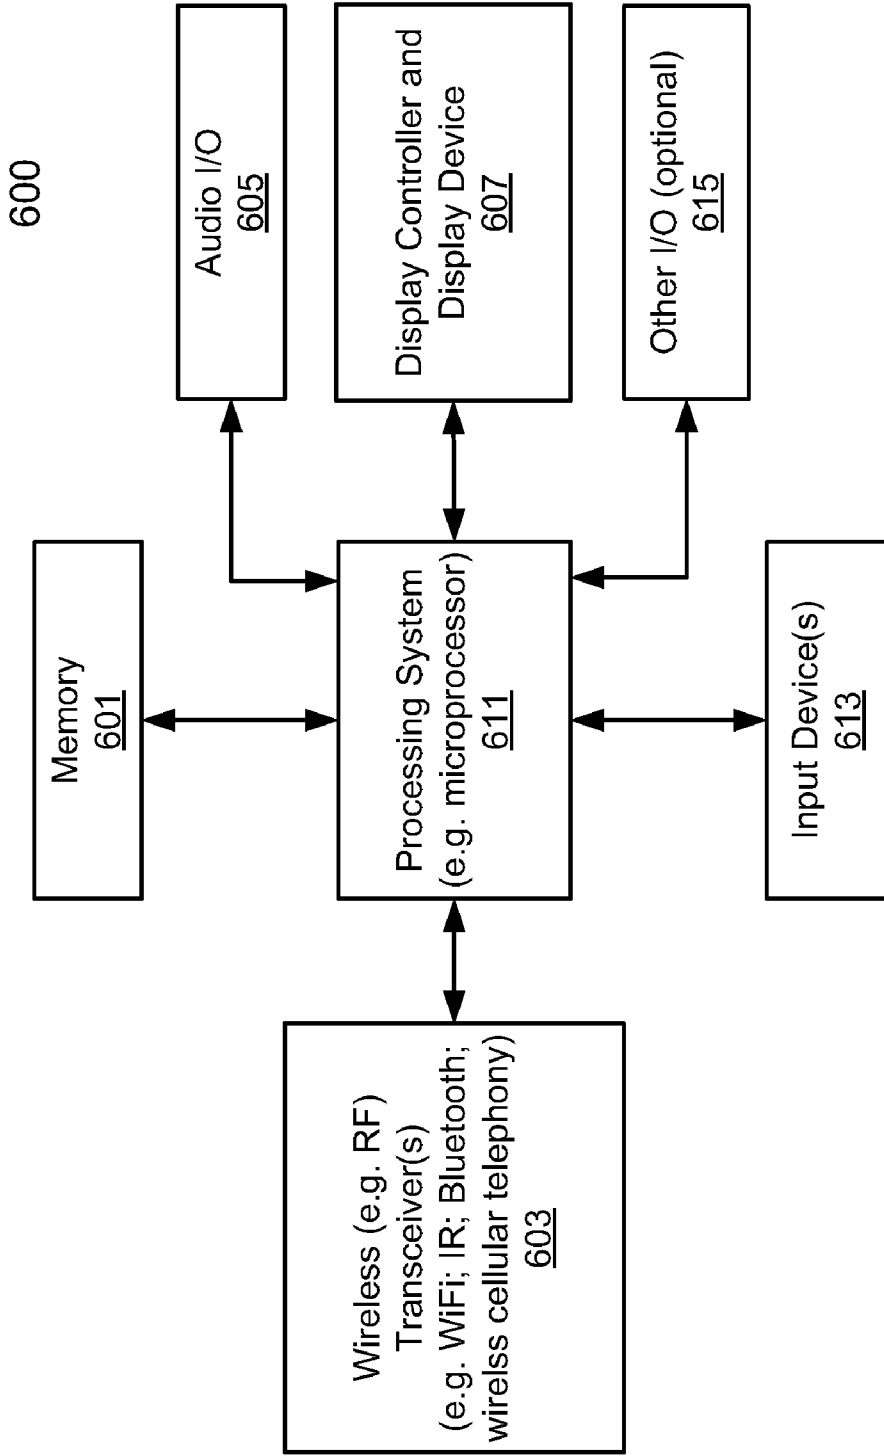 600
Memory
601
Audio I/O
605
Wireless (e.g. RF)
Transceiver(s)
(e.g. WiFi; IR; Bluetooth;
wirelss cellular telephony)
603
Processing System
(e.g. microprocessor)
611
Display Controller and
Display Device
607
Input Device(s)
613
Other I/O (optional)
615